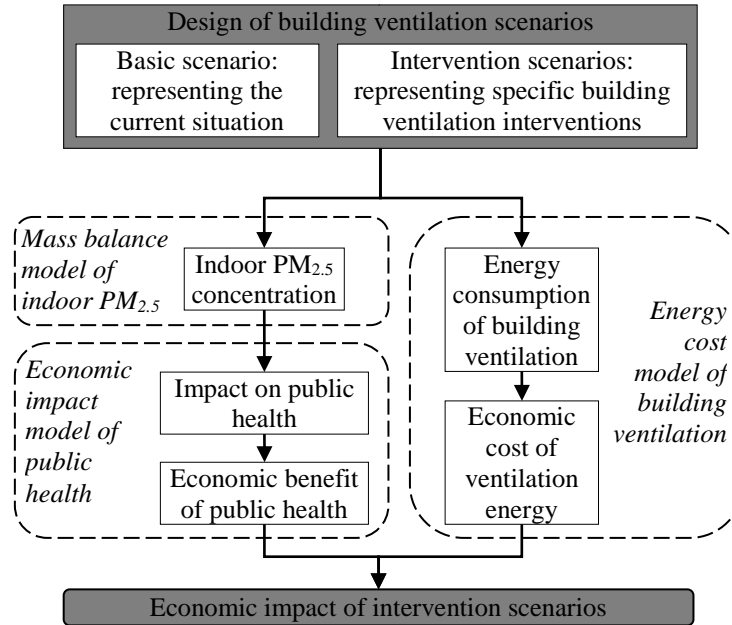 Design of building ventilation scenarios
Basic scenario:
representing the
current situation
Intervention scenarios:
representing specific building
ventilation interventions
Mass balance
model of
indoor PM2.5
Indoor PM2.5
concentration
Energy
consumption
of building
ventilation
Energy
cost
model of
building
ventilation
Economic
impact
model of
public
health
Impact on public
health
Economic benefit
of public health
Economic
cost of
ventilation
energy
Economic impact of intervention scenarios